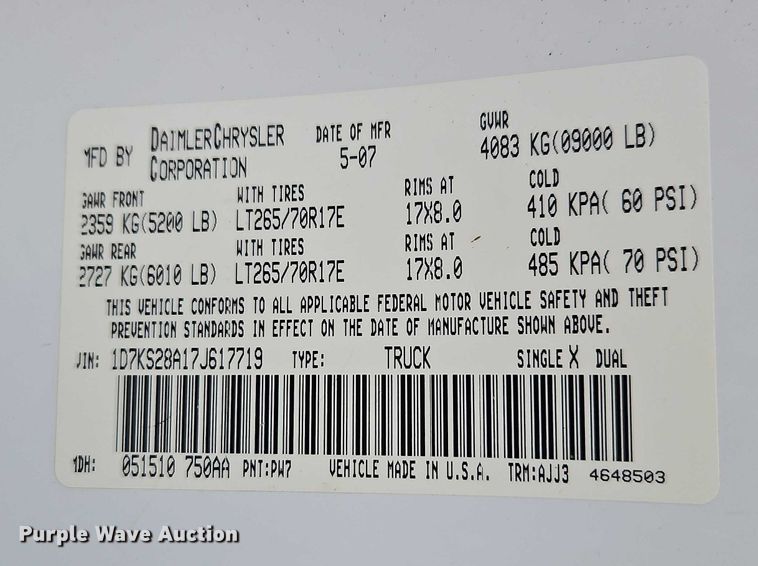 MFD BY DAIMLERCHRYSLER CORPORATION DATE OF MFR 5-07 GVWR 4083 KG(09000 LB)
GAWR FRONT WITH TIRES RIMS AT COLD
2359 KG(5200 LB) LT265/70R17E 17X8.0 410 KPA( 60 PSI)
GAWR REAR WITH TIRES RIMS AT COLD
2727 KG(6010 LB) LT265/70R17E 17X8.0 485 KPA( 70 PSI)
THIS VEHICLE CONFORMS TO ALL APPLICABLE FEDERAL MOTOR VEHICLE SAFETY AND THEFT
PREVENTION STANDARDS IN EFFECT ON THE DATE OF MANUFACTURE SHOWN ABOVE.
VIN: 1D7KS28A17J617719 TYPE: TRUCK SINGLE X DUAL
MDH: 051510 750AA PNT:PW7 VEHICLE MADE IN U.S.A. TRM:AJJ3 4648503
Purple Wave Auction